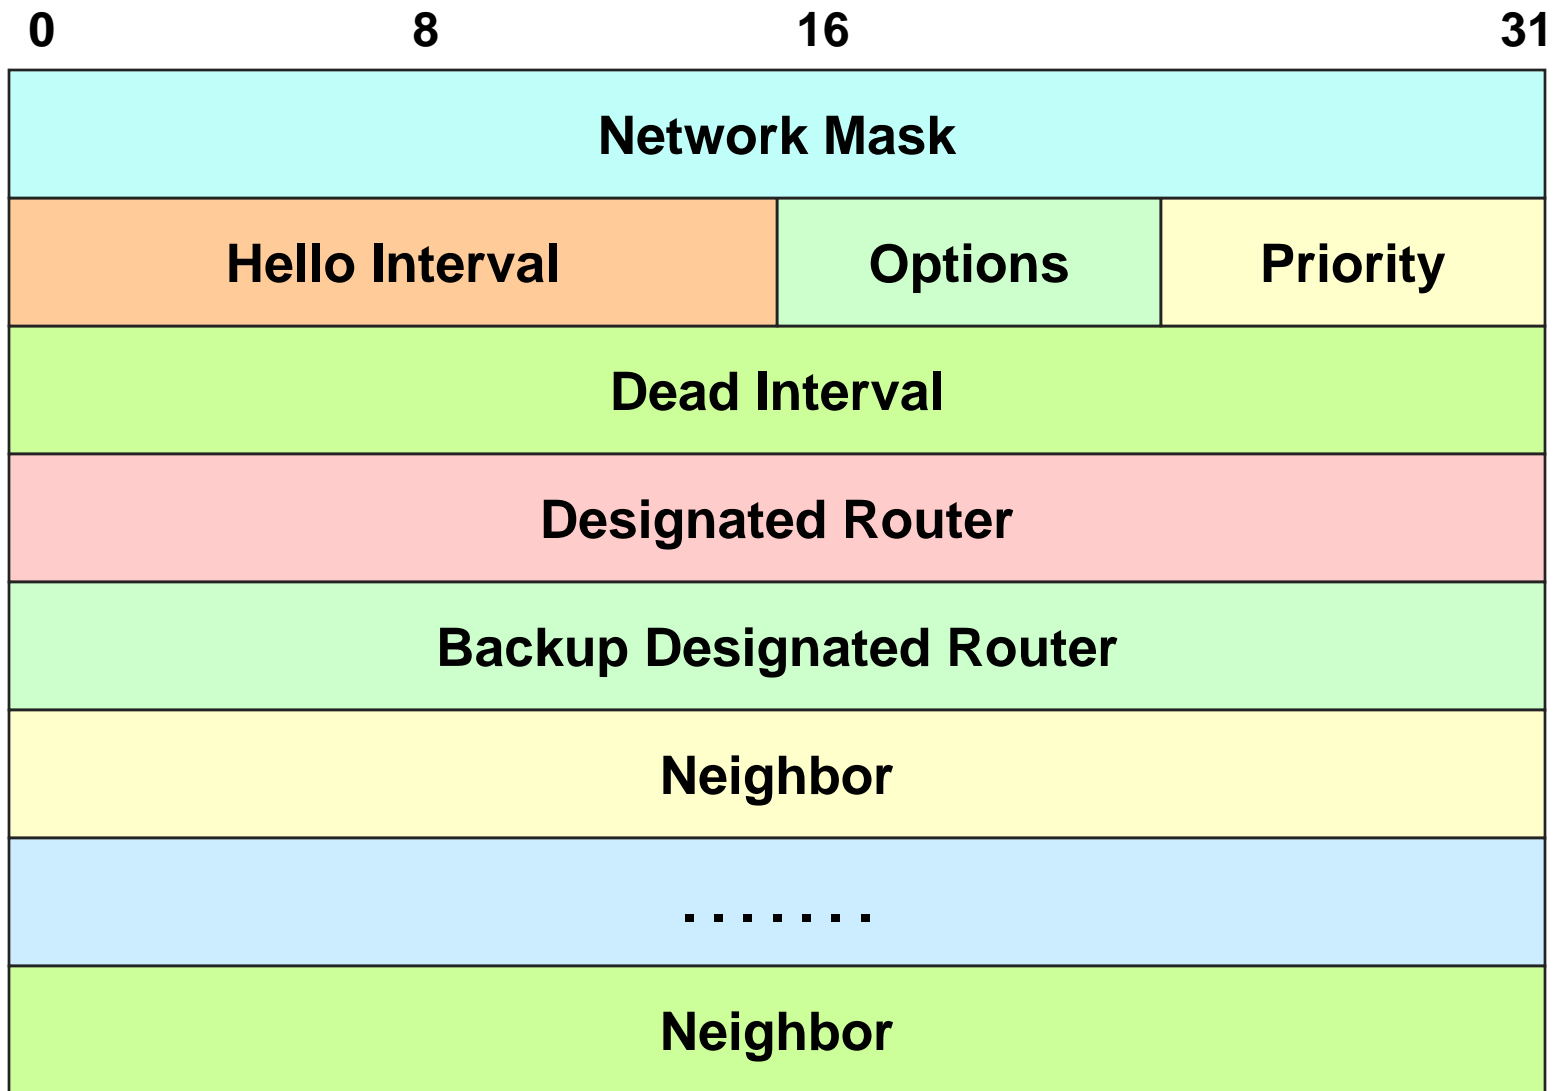 0 8 16 31
Network Mask
Hello Interval Options Priority
Dead Interval
Designated Router
Backup Designated Router
Neighbor
.......
Neighbor